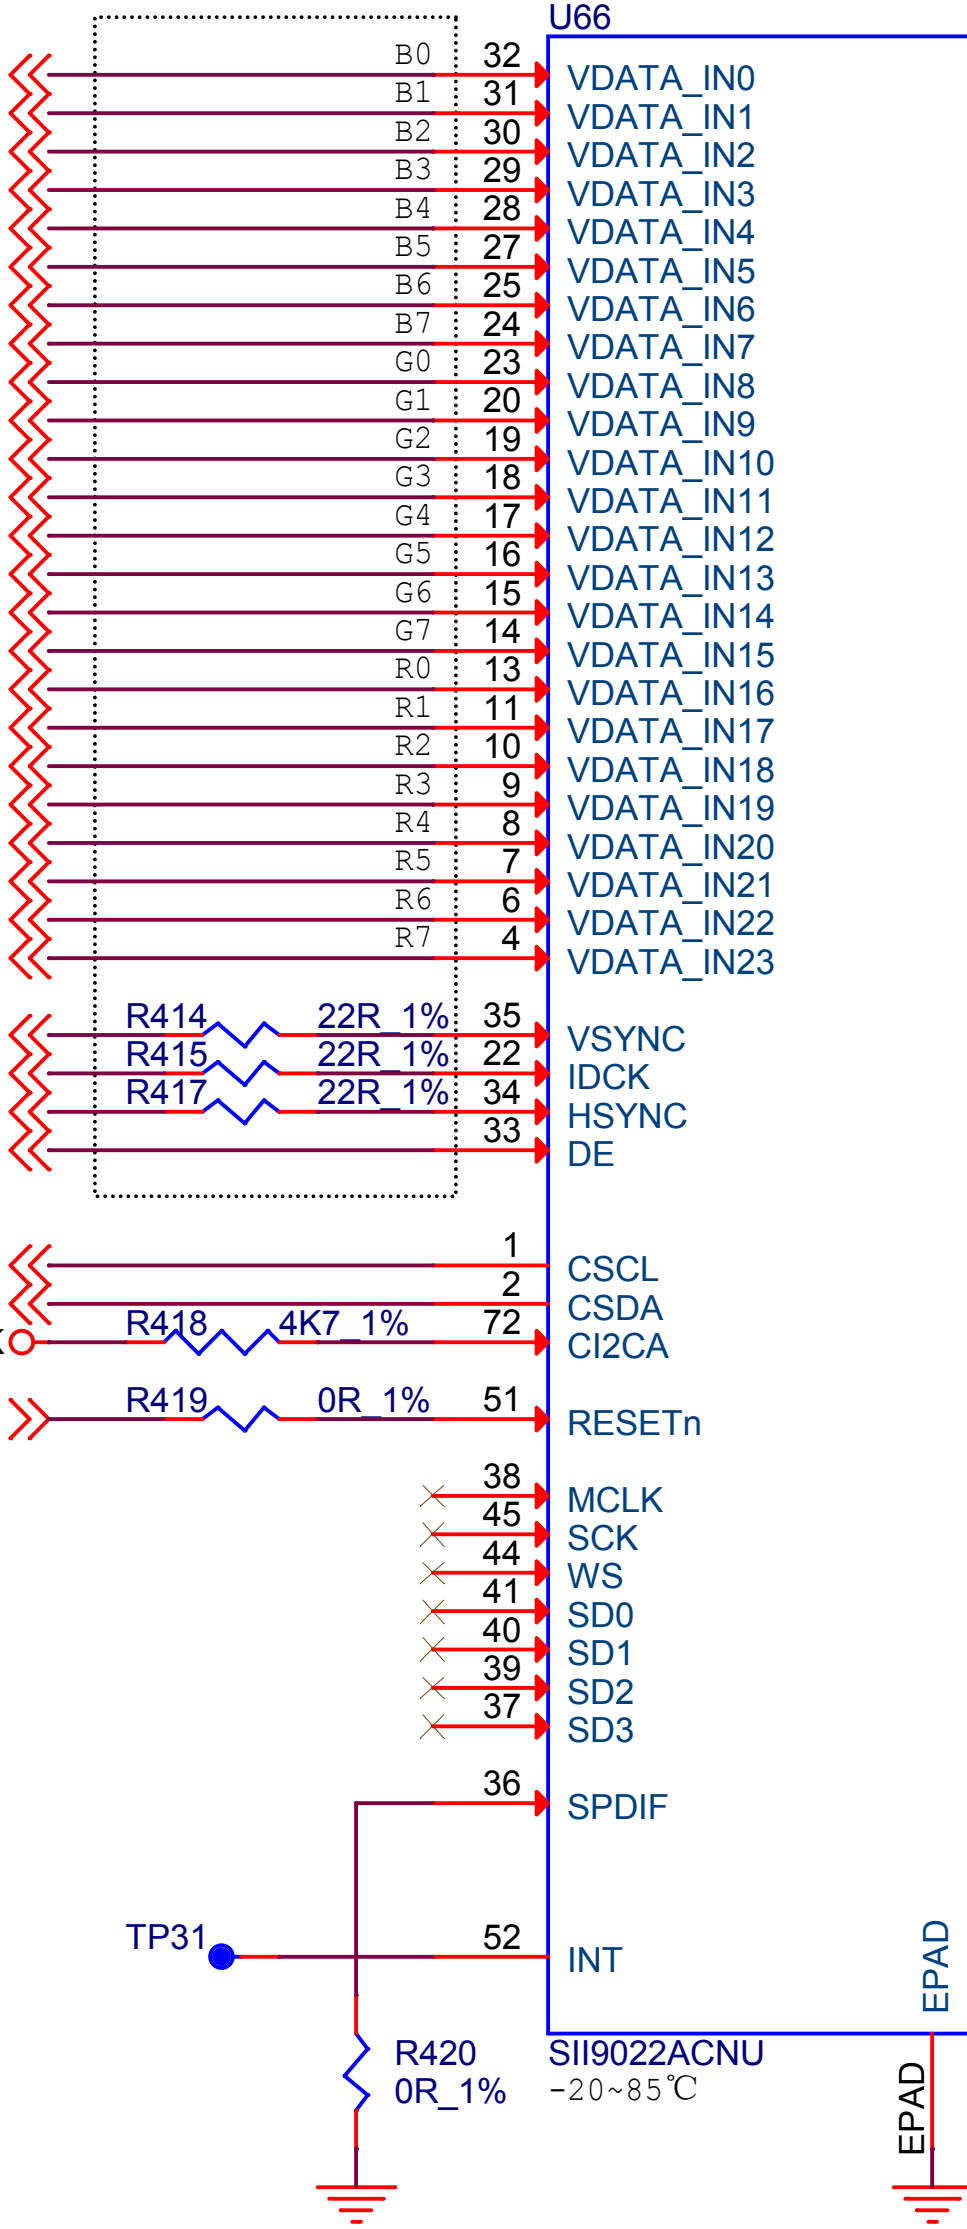 U66
B0 32 VDATA_IN0
B1 31 VDATA_IN1
B2 30 VDATA_IN2
B3 29 VDATA_IN3
B4 28 VDATA_IN4
B5 27 VDATA_IN5
B6 25 VDATA_IN6
B7 24 VDATA_IN7
G0 23 VDATA_IN8
G1 20 VDATA_IN9
G2 19 VDATA_IN10
G3 18 VDATA_IN11
G4 17 VDATA_IN12
G5 16 VDATA_IN13
G6 15 VDATA_IN14
G7 14 VDATA_IN15
R0 13 VDATA_IN16
R1 11 VDATA_IN17
R2 10 VDATA_IN18
R3 9 VDATA_IN19
R4 8 VDATA_IN20
R5 7 VDATA_IN21
R6 6 VDATA_IN22
R7 4 VDATA_IN23
R414 22R_1% 35 VSYNC
R415 22R_1% 22 IDCK
R417 22R_1% 34 HSYNC
33 DE
1 CSCL
2 CSDA
R418 4K7_1% 72 CI2CA
R419 0R_1% 51 RESETn
38 MCLK
45 SCK
44 WS
41 SD0
40 SD1
39 SD2
37 SD3
36 SPDIF
TP31 52 INT
EPAD
R420
0R_1%
SII9022ACNU
-20~85℃
EPAD